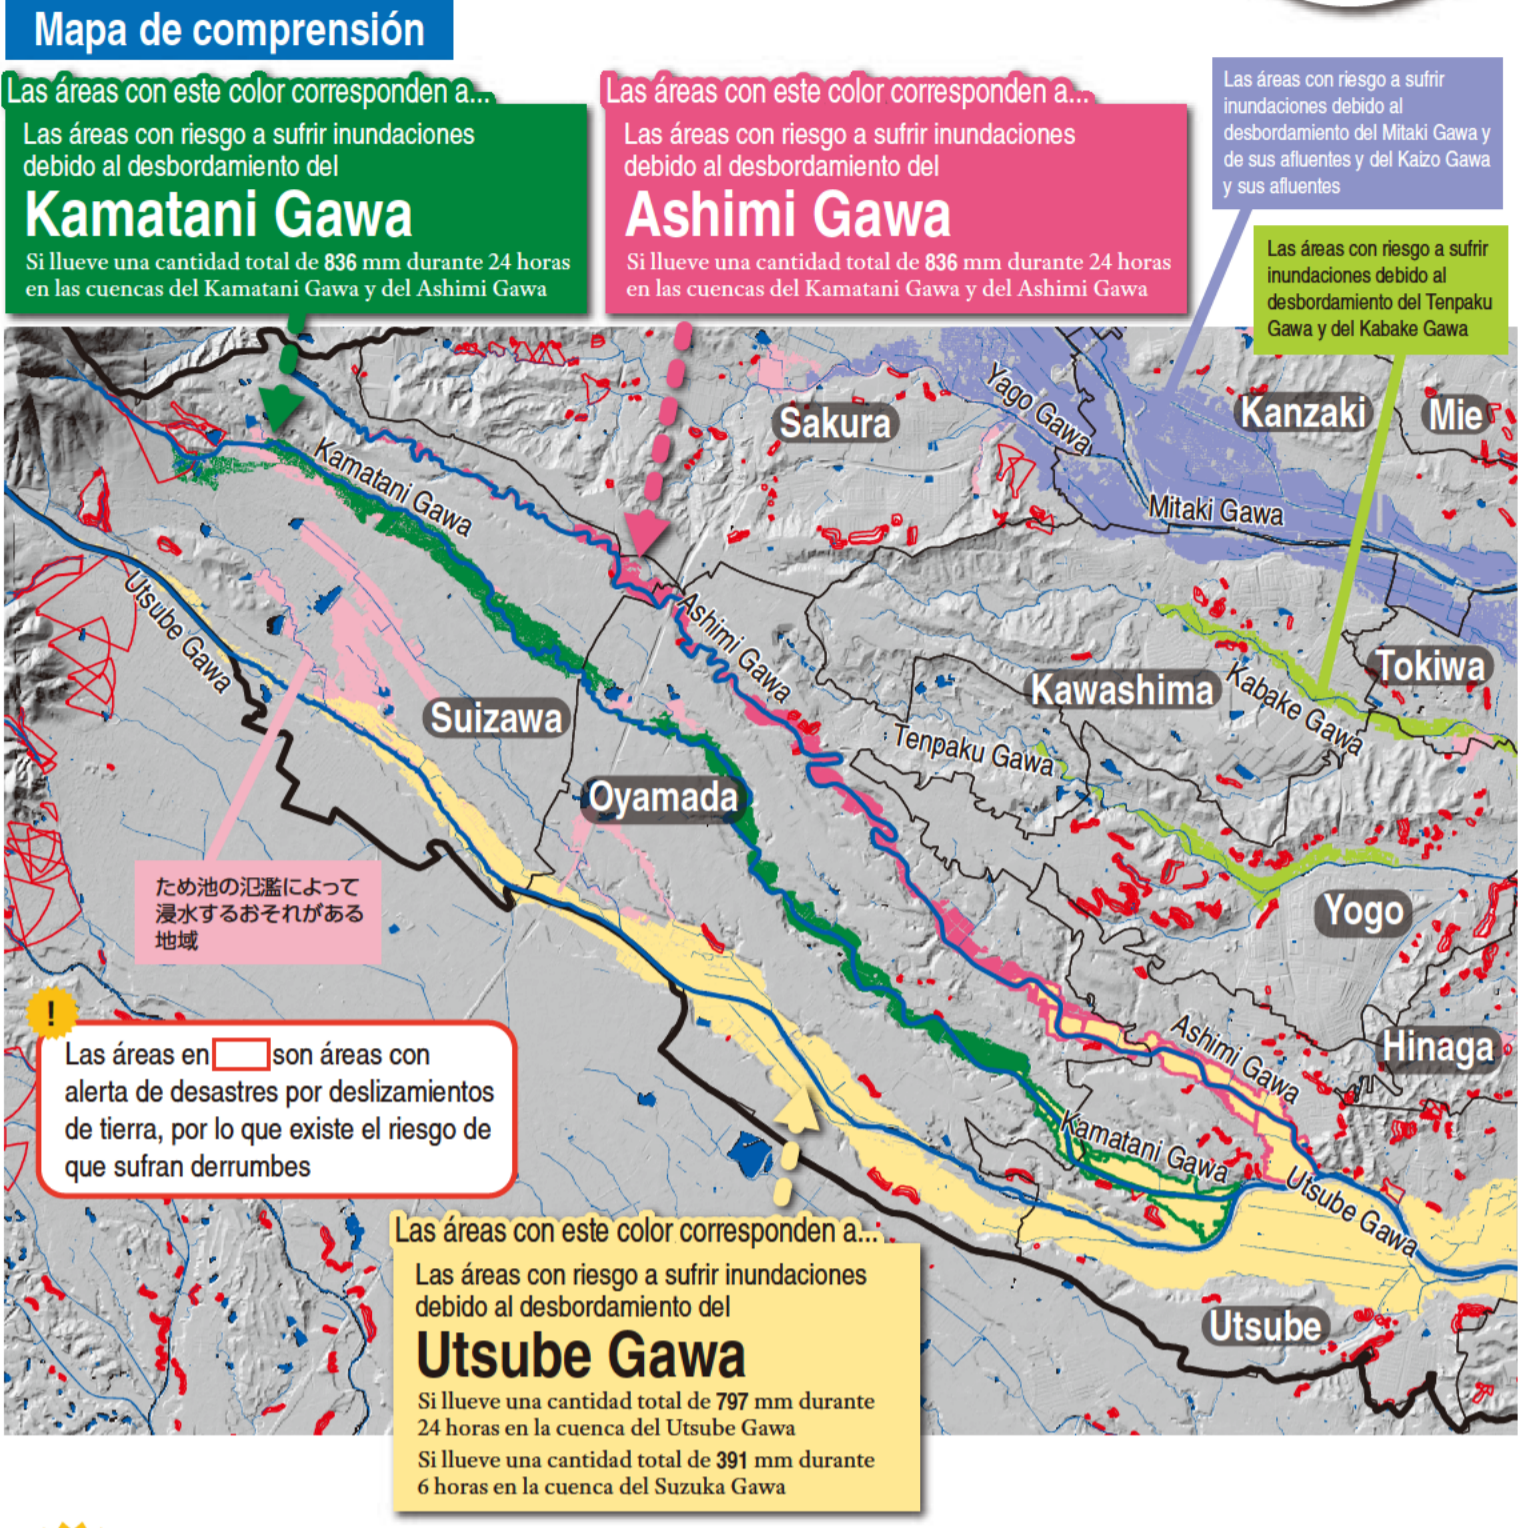 Mapa de comprensión
Las áreas con este color corresponden a...
Las áreas con riesgo a sufrir inundaciones
debido al desbordamiento del
Kamatani Gawa
Si llueve una cantidad total de 836 mm durante 24 horas
en las cuencas del Kamatani Gawa y del Ashimi Gawa
Las áreas con este color corresponden a...
Las áreas con riesgo a sufrir inundaciones
debido al desbordamiento del
Ashimi Gawa
Si llueve una cantidad total de 836 mm durante 24 horas
en las cuencas del Kamatani Gawa y del Ashimi Gawa
Las áreas con riesgo a sufrir
inundaciones debido al
desbordamiento del Mitaki Gawa y
de sus afluentes y del Kaizo Gawa
y sus afluentes
Las áreas con riesgo a sufrir
inundaciones debido al
desbordamiento del Tenpaku
Gawa y del Kabake Gawa
Yago Gawa
Sakura
Kanzaki
Mie
Kamatani Gawa
Mitaki Gawa
Utsube Gawa
Ashimi Gawa
Kawashima
Kabake Gawa
Tokiwa
Suizawa
Tenpaku Gawa
Oyamada
ため池の氾濫によって
浸水するおそれがある
地域
Yogo
!
Las áreas en son áreas con
alerta de desastres por deslizamientos
de tierra, por lo que existe el riesgo de
que sufran derrumbes
Ashimi Gawa
Hinaga
Kamatani Gawa
Utsube Gawa
Utsube
Las áreas con este color corresponden a...
Las áreas con riesgo a sufrir inundaciones
debido al desbordamiento del
Utsube Gawa
Si llueve una cantidad total de 797 mm durante
24 horas en la cuenca del Utsube Gawa
Si llueve una cantidad total de 391 mm durante
6 horas en la cuenca del Suzuka Gawa